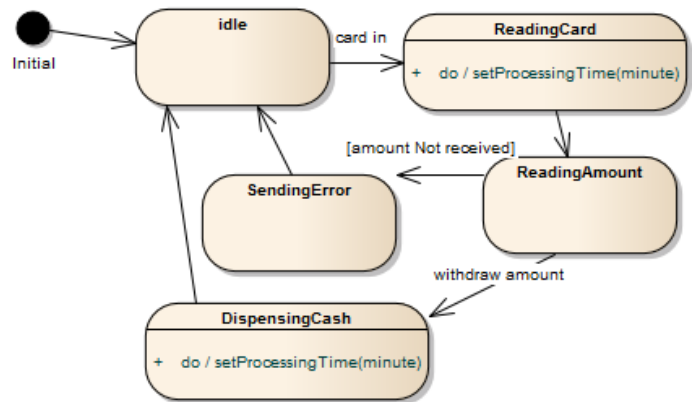 idle
ReadingCard
card in
Initial
+ do / setProcessingTime(minute)
[amount Not received]
ReadingAmount
SendingError
withdraw amount
DispensingCash
+ do / setProcessingTime(minute)